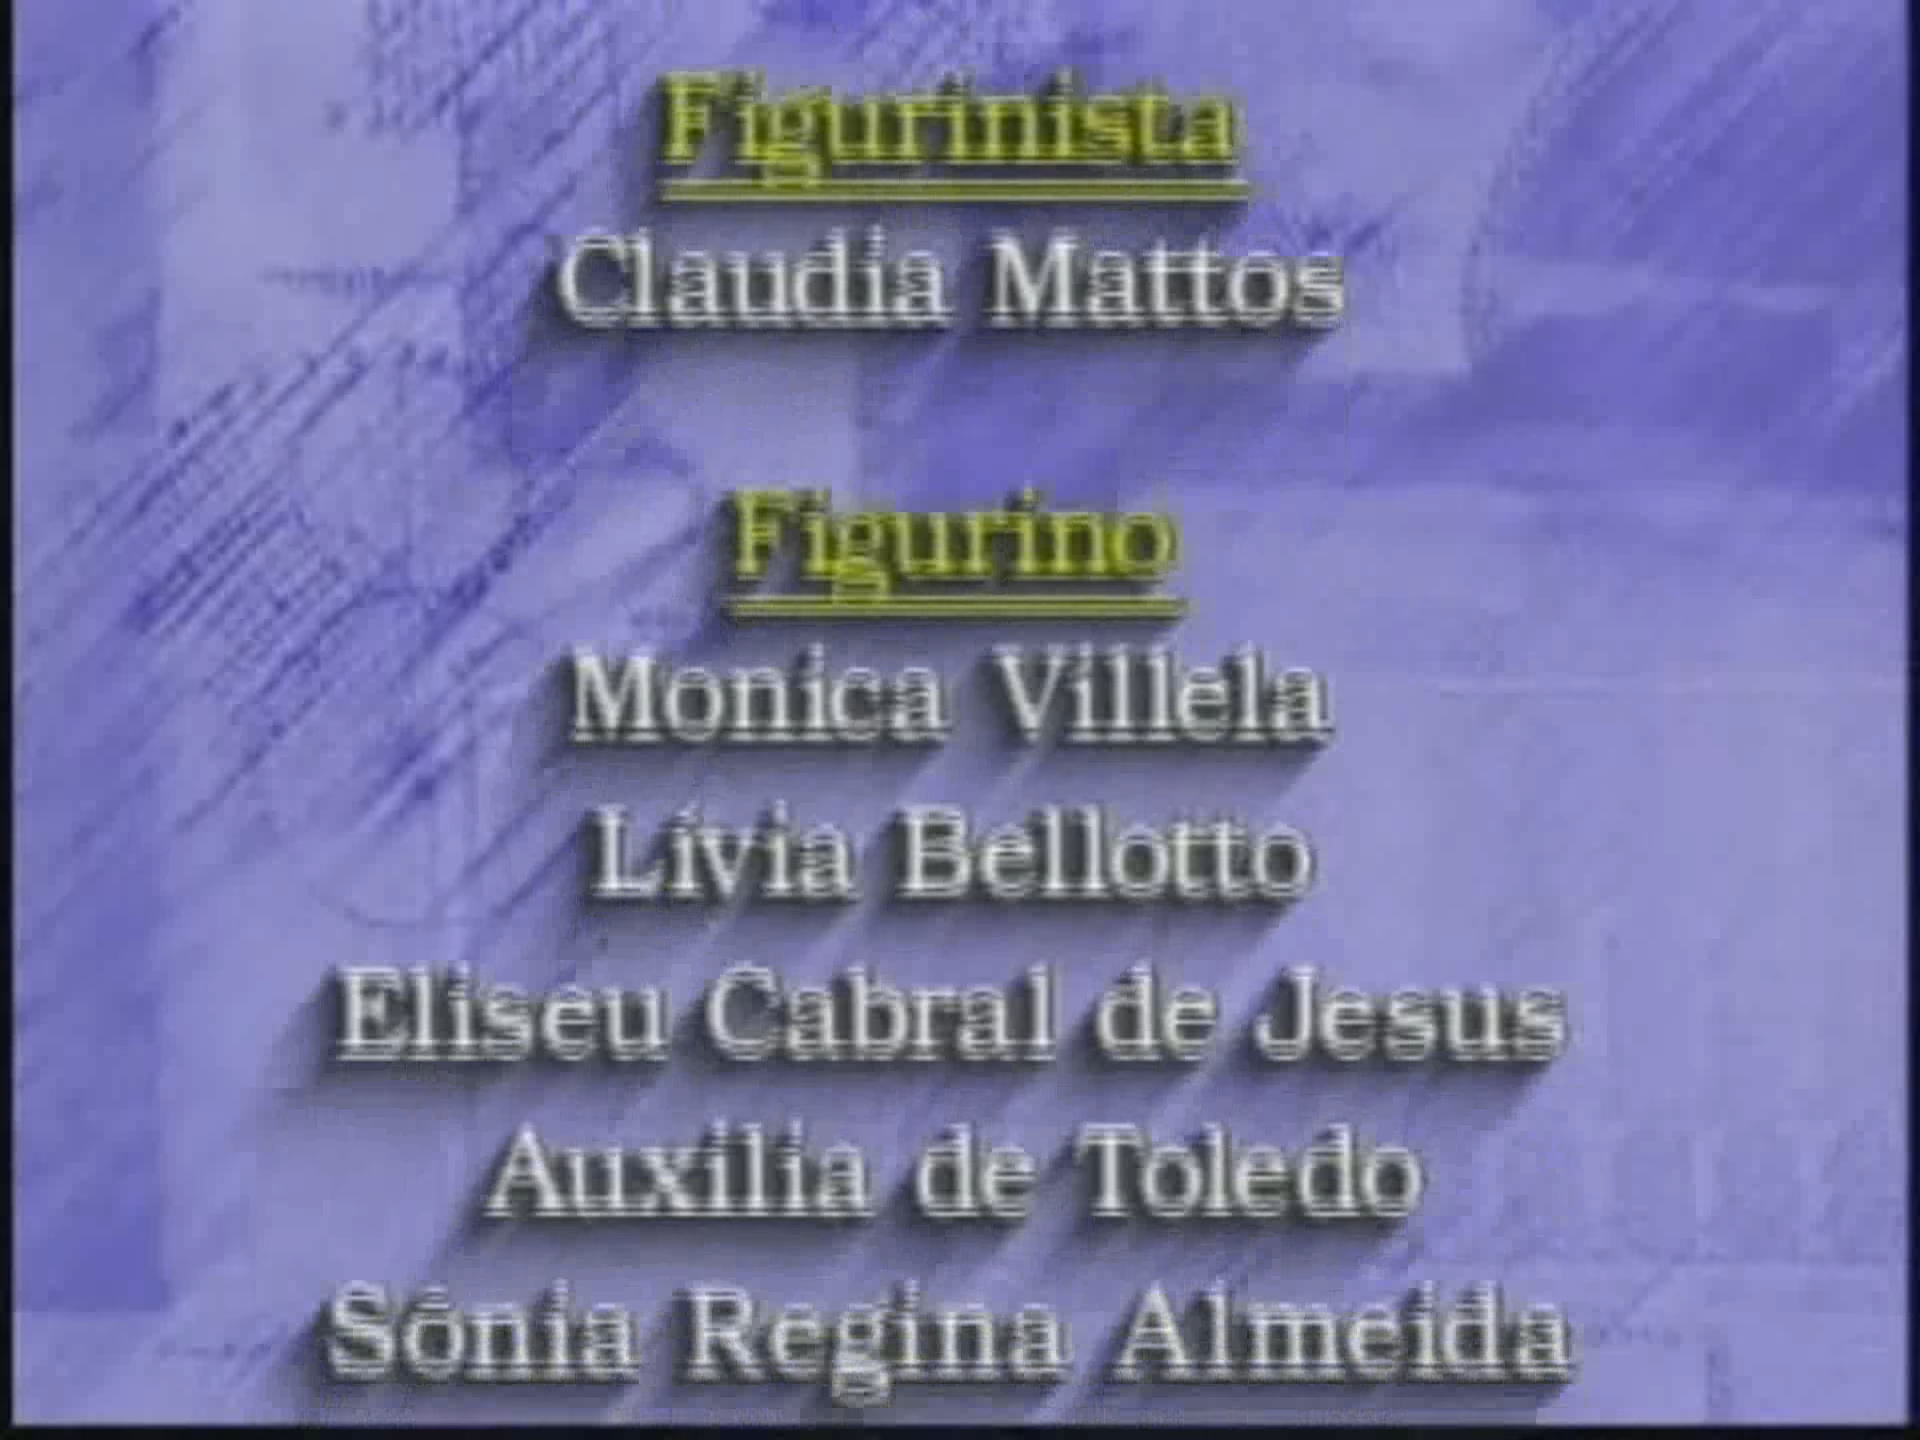 Figurinista
Claudia Mattos
Figurino
Monica Villela
Lívia Bellotto
Eliseu Cabral de Jesus
Auxilia de Toledo
Sônia Regina Almeida